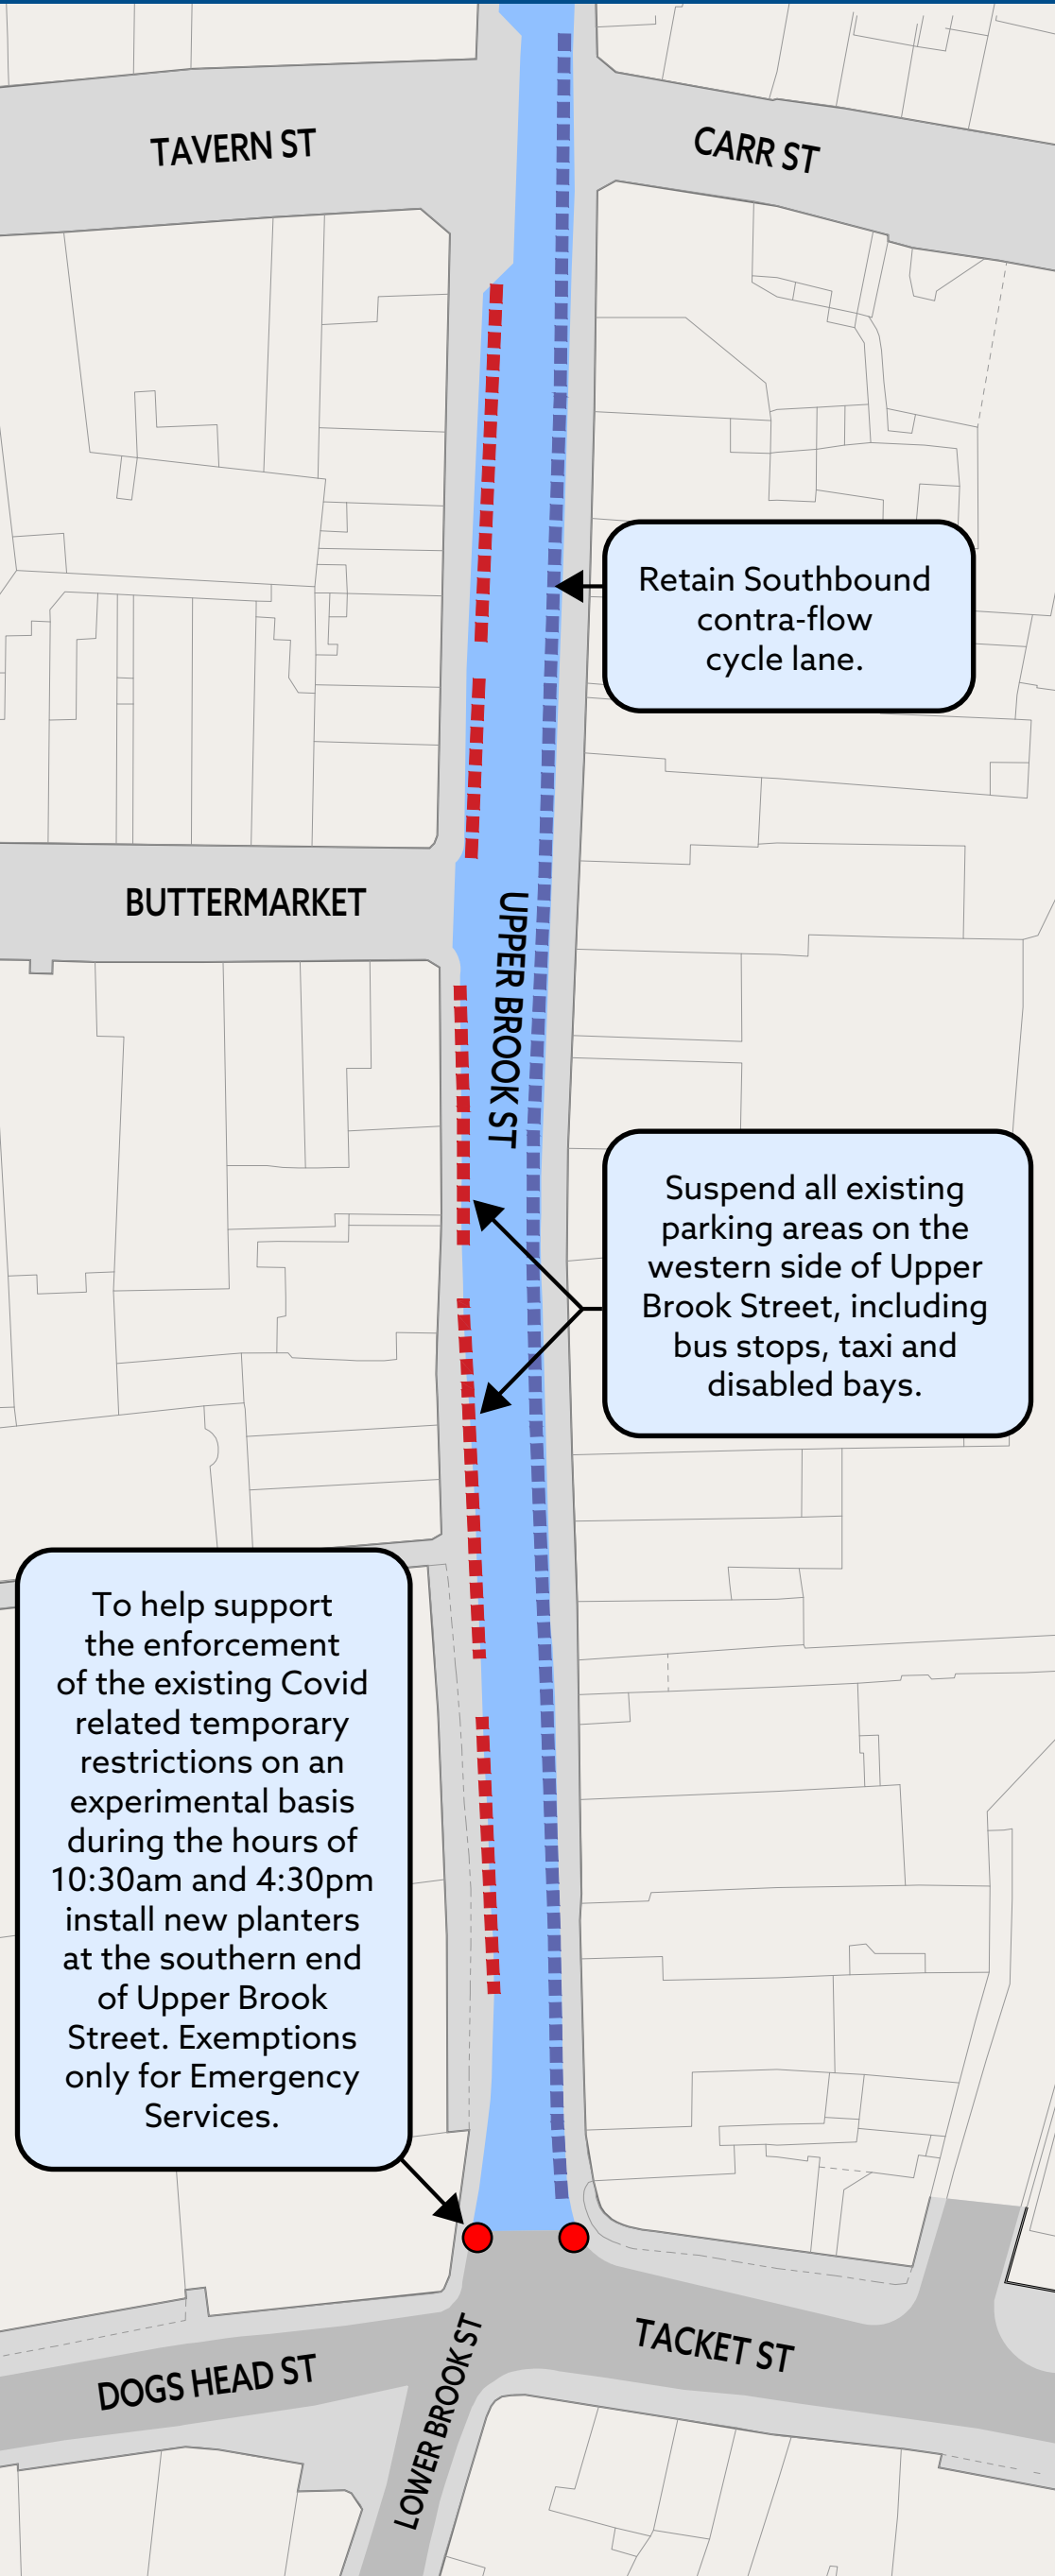 TAVERN ST
CARR ST
Retain Southbound
contra-flow
cycle lane.
BUTTERMARKET
UPPER BROOK ST
Suspend all existing
parking areas on the
western side of Upper
Brook Street, including
bus stops, taxi and
disabled bays.
To help support
the enforcement
of the existing Covid
related temporary
restrictions on an
experimental basis
during the hours of
10:30am and 4:30pm
install new planters
at the southern end
of Upper Brook
Street. Exemptions
only for Emergency
Services.
DOGS HEAD ST
LOWER BROOK ST
TACKET ST